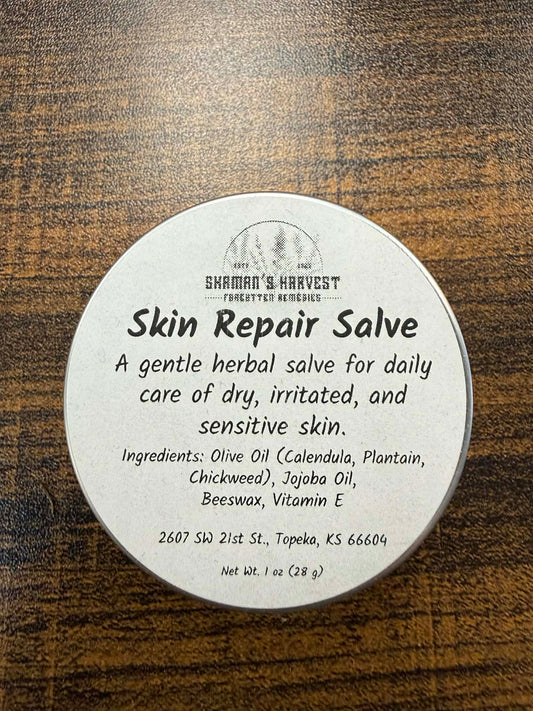 SHAMAN'S HARVEST
FORGOTTEN REMEDIES
Skin Repair Salve
A gentle herbal salve for daily
care of dry, irritated, and
sensitive skin.
Ingredients: Olive Oil (Calendula, Plantain,
Chickweed), Jojoba Oil,
Beeswax, Vitamin E
2607 SW 21st St., Topeka, KS 66604
Net Wt. 1 oz (28 g)